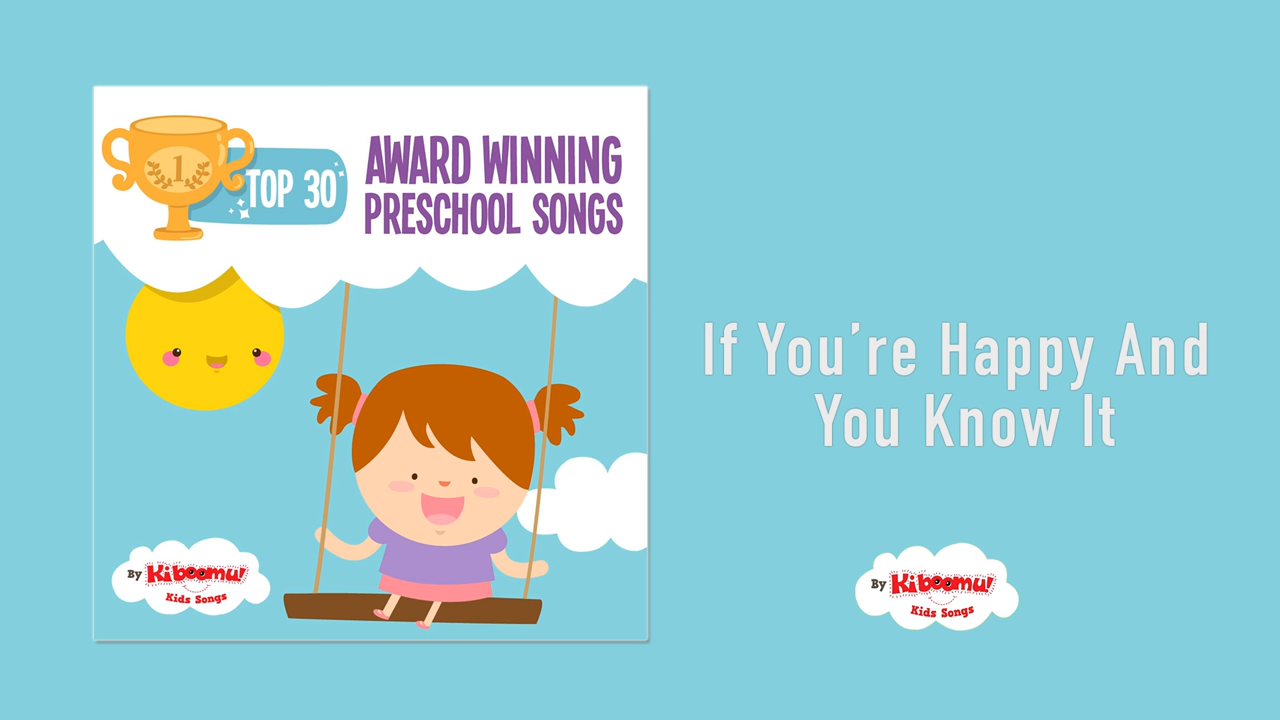 1
TOP 30
AWARD WINNING
PRESCHOOL SONGS
By Kiboomu!
Kids Songs
If You’re Happy And
You Know It
By Kiboomu!
Kids Songs